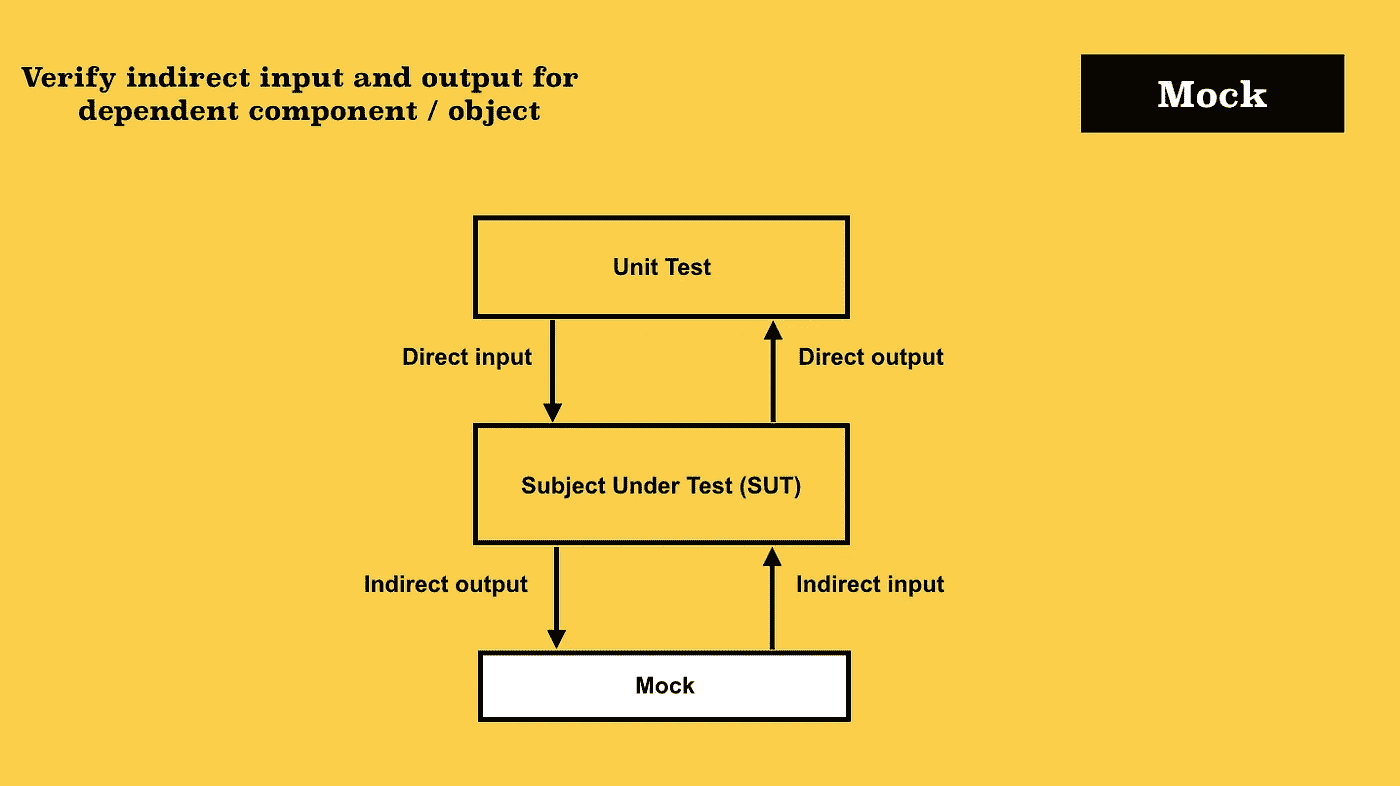 Verify indirect input and output for
dependent component / object
Mock
Unit Test
Direct input
Direct output
Subject Under Test (SUT)
Indirect output
Indirect input
Mock